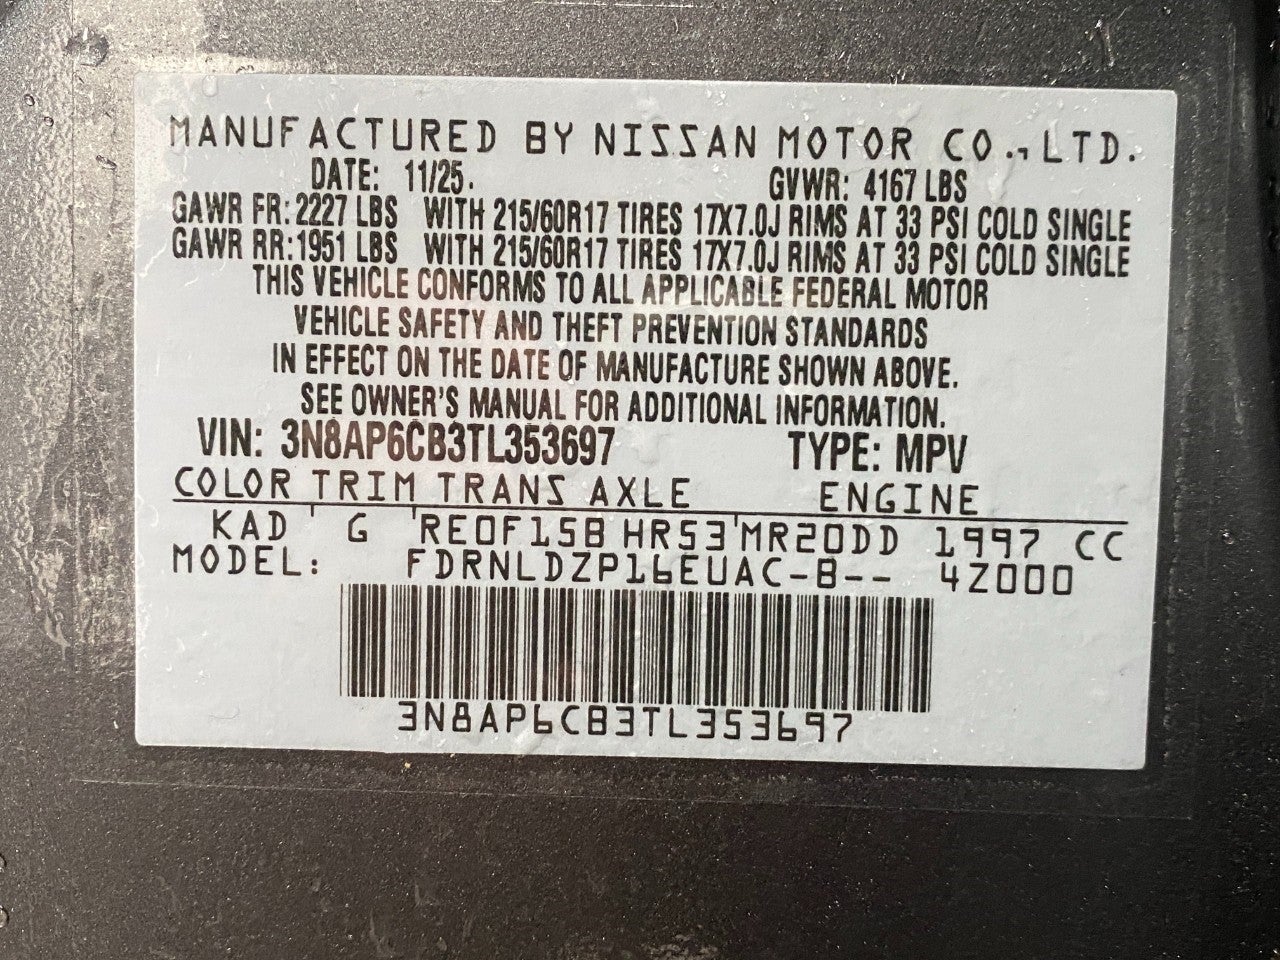 MANUFACTURED BY NISSAN MOTOR CO., LTD.
DATE: 11/25. GVWR: 4167 LBS
GAWR FR: 2227 LBS WITH 215/60R17 TIRES 17X7.0J RIMS AT 33 PSI COLD SINGLE
GAWR RR: 1951 LBS WITH 215/60R17 TIRES 17X7.0J RIMS AT 33 PSI COLD SINGLE
THIS VEHICLE CONFORMS TO ALL APPLICABLE FEDERAL MOTOR
VEHICLE SAFETY AND THEFT PREVENTION STANDARDS
IN EFFECT ON THE DATE OF MANUFACTURE SHOWN ABOVE.
SEE OWNER'S MANUAL FOR ADDITIONAL INFORMATION.
VIN: 3N8AP6CB3TL353697 TYPE: MPV
COLOR TRIM TRANS AXLE ENGINE
KAD ' G 'RE0F15B HR53'MR20DD 1997 CC
MODEL: FDRNLDZP16EUAC-B-- 4Z000
3N8AP6CB3TL353697